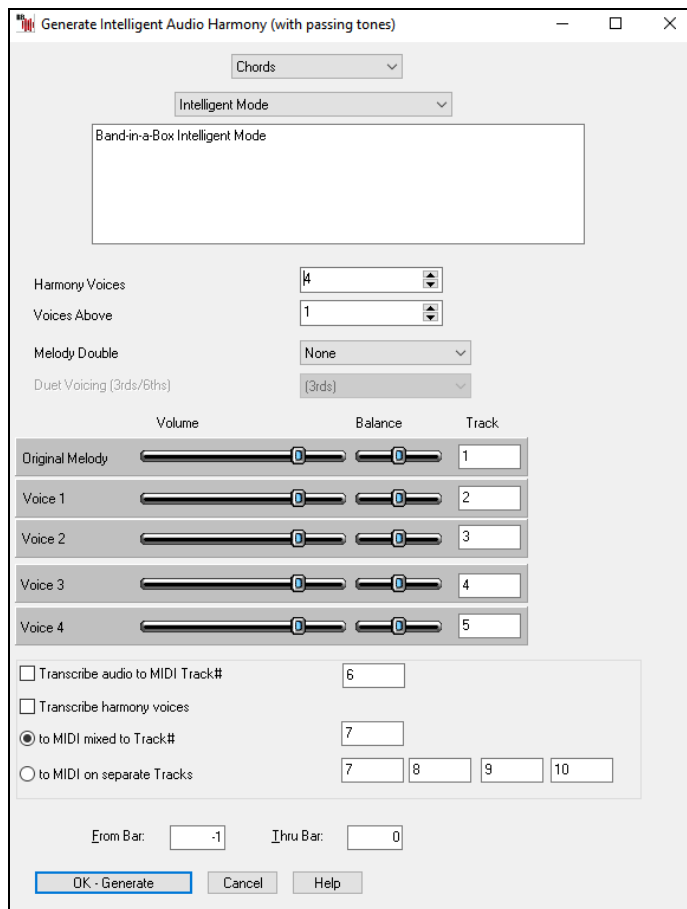 Generate Intelligent Audio Harmony (with passing tones)
Chords
Intelligent Mode
Band-in-a-Box Intelligent Mode
Harmony Voices 4
Voices Above 1
Melody Double None
Duet Voicing (3rds/6ths) (3rds)
Volume Balance Track
Original Melody 1
Voice 1 2
Voice 2 3
Voice 3 4
Voice 4 5
Transcribe audio to MIDI Track# 6
Transcribe harmony voices
to MIDI mixed to Track# 7
to MIDI on separate Tracks 7 8 9 10
From Bar: -1 Thru Bar: 0
OK - Generate Cancel Help